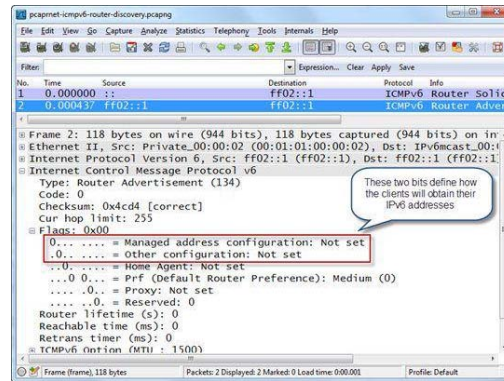 pcaprnet-icmpv6-router-discovery.pcapng
File Edit View Go Capture Analyze Statistics Telephony Tools Internals Help
Filter: Expression... Clear Apply Save
No. Time Source Destination Protocol Info
1 0.000000 :: ff02::1 ICMPv6 Router Solic
2 0.000437 ff02::1 ff02::1 ICMPv6 Router Adver
Frame 2: 118 bytes on wire (944 bits), 118 bytes captured (944 bits) on in
Ethernet II, Src: Private_00:00:02 (00:01:01:00:00:02), Dst: IPv6mcast_00:
Internet Protocol Version 6, Src: ff02::1 (ff02::1), Dst: ff02::1 (ff02::1
Internet Control Message Protocol v6
Type: Router Advertisement (134)
Code: 0
Checksum: 0x4cd4 [correct]
Cur hop limit: 255
Flags: 0x00
0... .... = Managed address configuration: Not set
.0.. .... = Other configuration: Not set
..0. .... = Home Agent: Not set
...0 0... = Prf (Default Router Preference): Medium (0)
.... .0.. = Proxy: Not set
.... ..0. = Reserved: 0
Router lifetime (s): 0
Reachable time (ms): 0
Retrans timer (ms): 0
ICMPv6 Option (MTU : 1500)
These two bits define how
the clients will obtain their
IPv6 addresses
Frame (frame), 118 bytes Packets: 2 Displayed: 2 Marked: 0 Load time: 0:00.001 Profile: Default